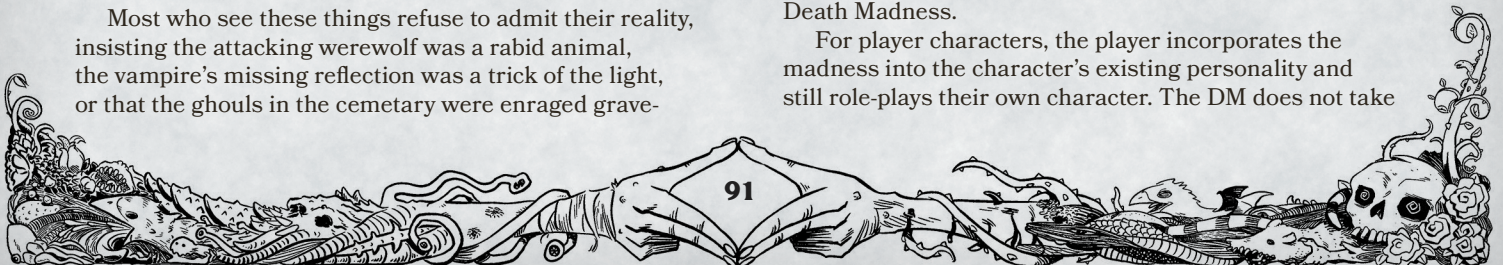 Most who see these things refuse to admit their reality,
insisting the attacking werewolf was a rabid animal,
the vampire's missing reflection was a trick of the light,
or that the ghouls in the cemetary were enraged grave-
Death Madness.
For player characters, the player incorporates the
madness into the character's existing personality and
still role-plays their own character. The DM does not take
91